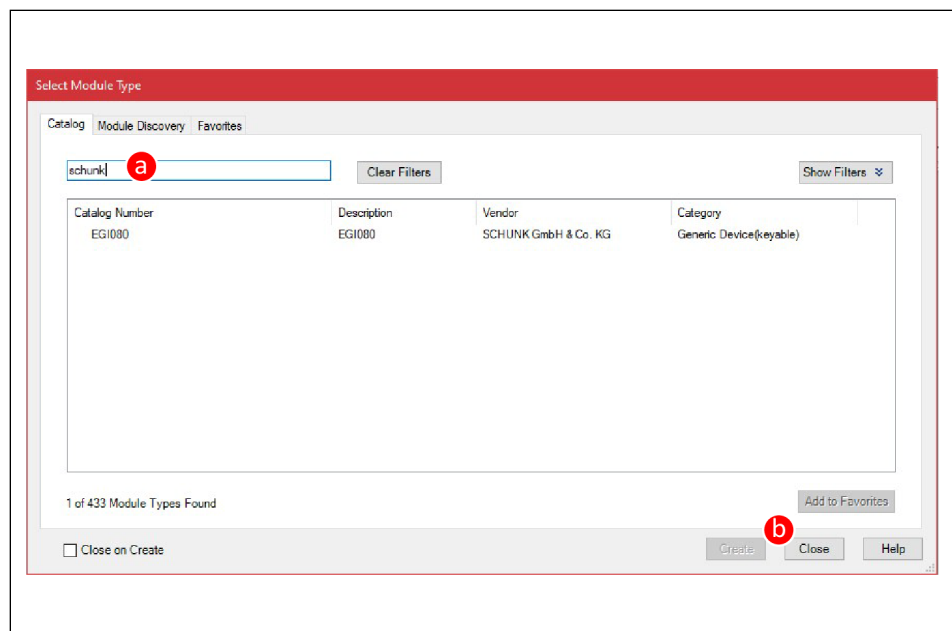 Select Module Type
Catalog Module Discovery Favorites
schunk a Clear Filters Show Filters
Catalog Number Description Vendor Category
EGI080 EGI080 SCHUNK GmbH & Co. KG Generic Device(keyable)
1 of 433 Module Types Found Add to Favorites
b
Close on Create Create Close Help